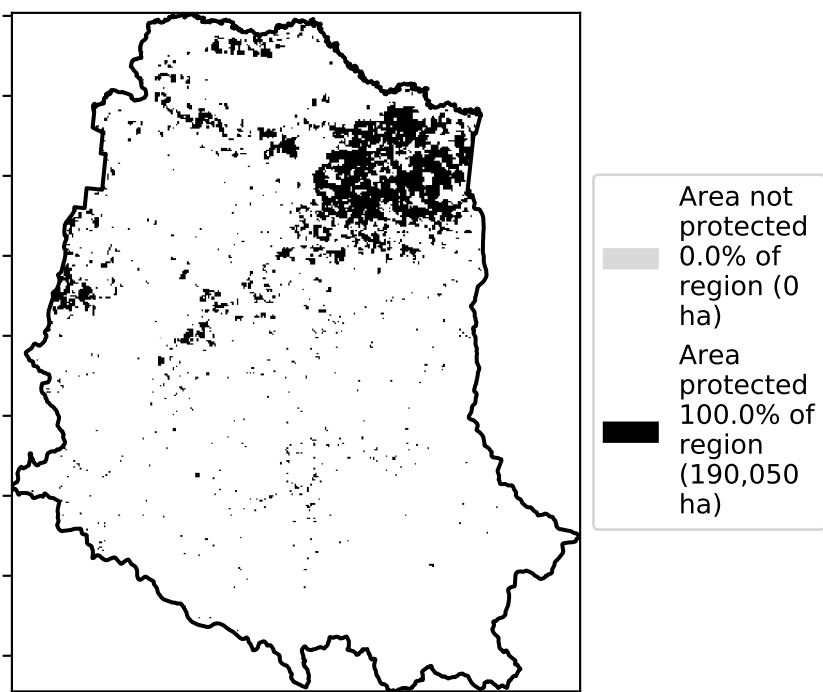 Area not
protected
0.0% of
region (0
ha)
Area
protected
100.0% of
region
(190,050
ha)